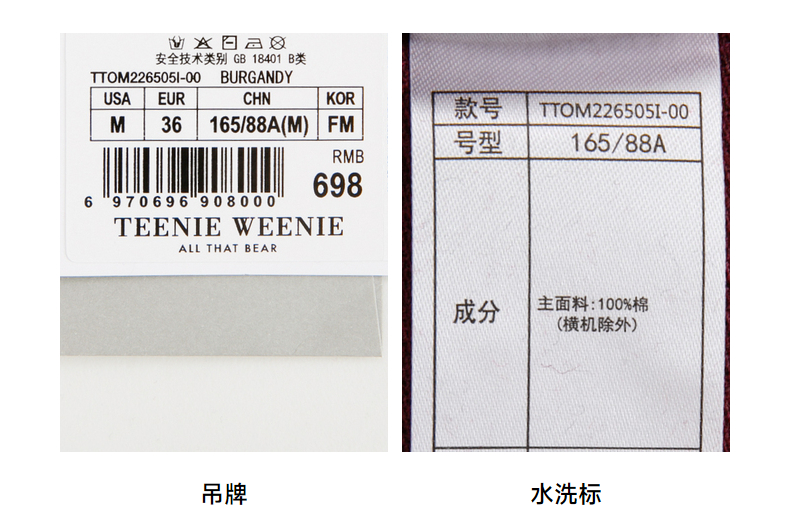 安全技术类别 GB 18401 B类
TTOM226505I-00 BURGANDY
USA EUR CHN KOR
M 36 165/88A(M) FM
RMB
698
6 970696 908000
TEENIE WEENIE
ALL THAT BEAR
款号 TTOM226505I-00
号型 165/88A
成分 主面料:100%棉
(横机除外)
吊牌 水洗标